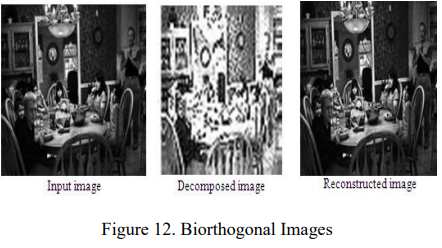 Input image
Decomposed image
Reconstructed image
Figure 12. Biorthogonal Images